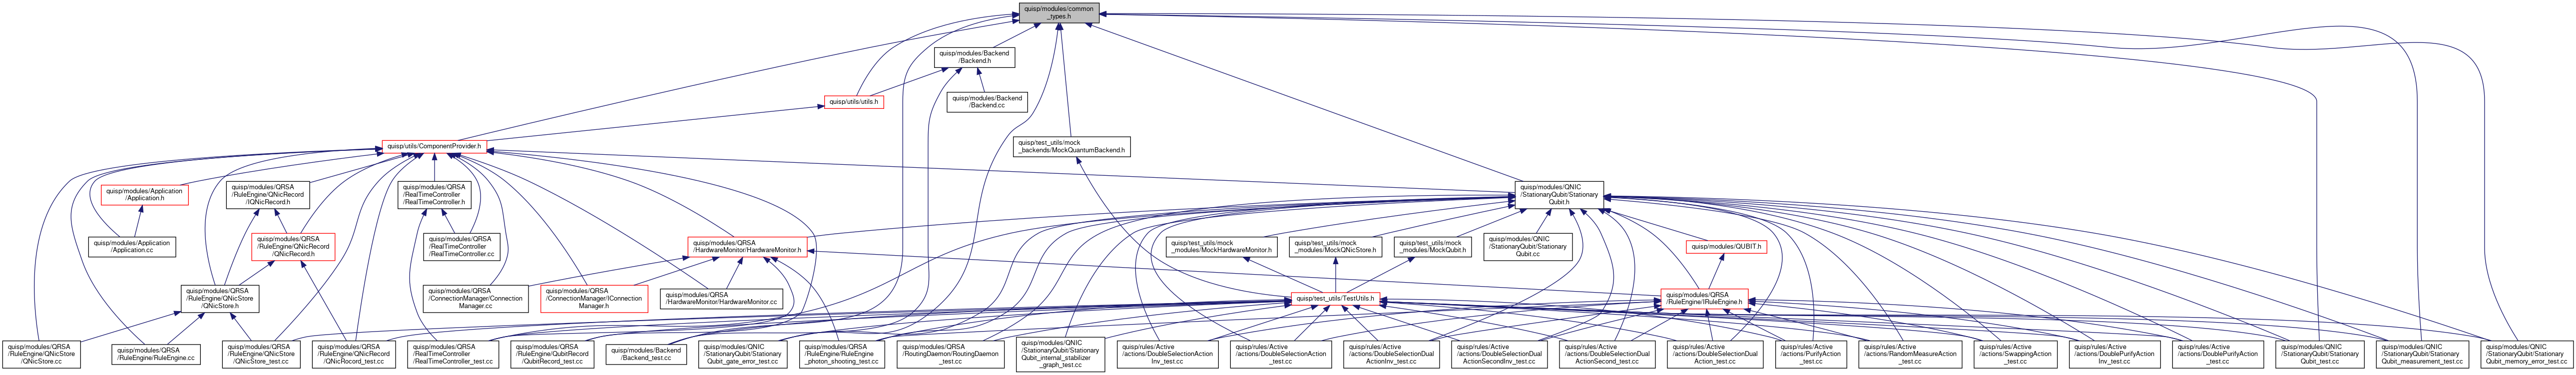 quisp/modules/common
_types.h
quisp/modules/Backend
/Backend.h
quisp/utils/utils.h
quisp/modules/Backend
/Backend.cc
quisp/utils/ComponentProvider.h
quisp/test_utils/mock
_backends/MockQuantumBackend.h
quisp/modules/Application
/Application.h
quisp/modules/QRSA
/RuleEngine/QNicRecord
/IQNicRecord.h
quisp/modules/QRSA
/RealTimeController
/RealTimeController.h
quisp/modules/QNIC
/StationaryQubit/Stationary
Qubit.h
quisp/modules/Application
/Application.cc
quisp/modules/QRSA
/RuleEngine/QNicRecord
/QNicRecord.h
quisp/modules/QRSA
/RealTimeController
/RealTimeController.cc
quisp/modules/QRSA
/HardwareMonitor/HardwareMonitor.h
quisp/test_utils/mock
_modules/MockHardwareMonitor.h
quisp/test_utils/mock
_modules/MockQNicStore.h
quisp/test_utils/mock
_modules/MockQubit.h
quisp/modules/QNIC
/StationaryQubit/Stationary
Qubit.cc
quisp/modules/QUBIT.h
quisp/modules/QRSA
/RuleEngine/QNicStore
/QNicStore.h
quisp/modules/QRSA
/ConnectionManager/Connection
Manager.cc
quisp/modules/QRSA
/ConnectionManager/IConnection
Manager.h
quisp/modules/QRSA
/HardwareMonitor/HardwareMonitor.cc
quisp/test_utils/TestUtils.h
quisp/modules/QRSA
/RuleEngine/IRuleEngine.h
quisp/modules/QRSA
/RuleEngine/QNicStore
/QNicStore.cc
quisp/modules/QRSA
/RuleEngine/RuleEngine.cc
quisp/modules/QRSA
/RuleEngine/QNicStore
/QNicStore_test.cc
quisp/modules/QRSA
/RuleEngine/QNicRecord
/QNicRecord_test.cc
quisp/modules/QRSA
/RealTimeController
/RealTimeController_test.cc
quisp/modules/QRSA
/RuleEngine/QubitRecord
/QubitRecord_test.cc
quisp/modules/Backend
/Backend_test.cc
quisp/modules/QNIC
/StationaryQubit/Stationary
Qubit_gate_error_test.cc
quisp/modules/QRSA
/RuleEngine/RuleEngine
_photon_shooting_test.cc
quisp/modules/QRSA
/RoutingDaemon/RoutingDaemon
_test.cc
quisp/modules/QNIC
/StationaryQubit/Stationary
Qubit_internal_stabilizer
_graph_test.cc
quisp/rules/Active
/actions/DoubleSelectionAction
Inv_test.cc
quisp/rules/Active
/actions/DoubleSelectionAction
_test.cc
quisp/rules/Active
/actions/DoubleSelectionDual
ActionInv_test.cc
quisp/rules/Active
/actions/DoubleSelectionDual
ActionSecondInv_test.cc
quisp/rules/Active
/actions/DoubleSelectionDual
ActionSecond_test.cc
quisp/rules/Active
/actions/DoubleSelectionDual
Action_test.cc
quisp/rules/Active
/actions/PurifyAction
_test.cc
quisp/rules/Active
/actions/RandomMeasureAction
_test.cc
quisp/rules/Active
/actions/SwappingAction
_test.cc
quisp/rules/Active
/actions/DoublePurifyAction
Inv_test.cc
quisp/rules/Active
/actions/DoublePurifyAction
_test.cc
quisp/modules/QNIC
/StationaryQubit/Stationary
Qubit_test.cc
quisp/modules/QNIC
/StationaryQubit/Stationary
Qubit_measurement_test.cc
quisp/modules/QNIC
/StationaryQubit/Stationary
Qubit_memory_error_test.cc